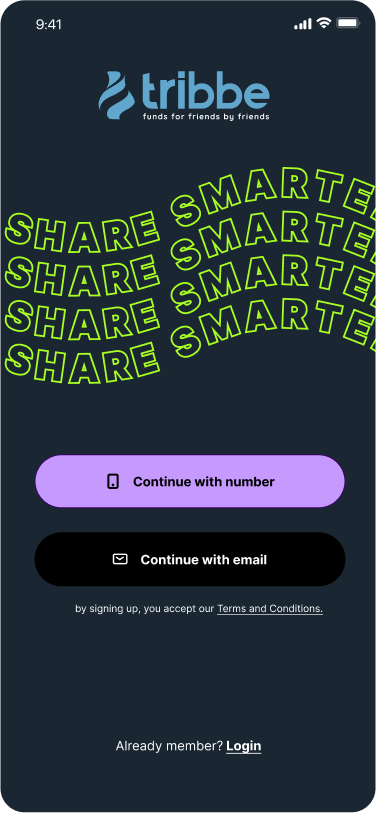 9:41
tribbe
funds for friends by friends
SHARE SMARTE
SHARE SMARTE
SHARE SMARTE
SHARE SMARTE
Continue with number
Continue with email
by signing up, you accept our Terms and Conditions.
Already member? Login